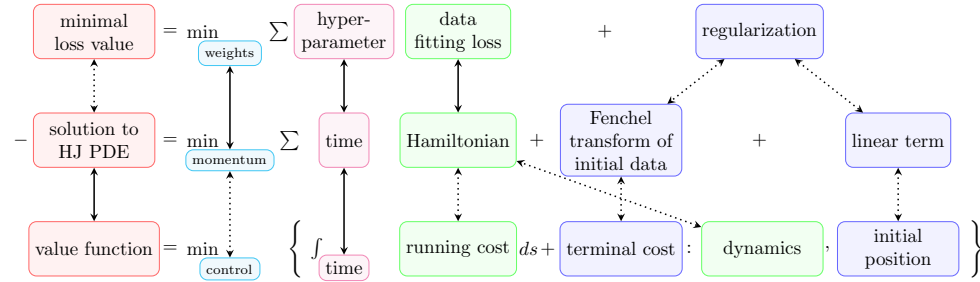 minimal loss value = min weights ∑ hyper-parameter data fitting loss + regularization
− solution to HJ PDE = min momentum ∑ time Hamiltonian + Fenchel transform of initial data + linear term
value function = min control { ∫ time running cost ds+ terminal cost : dynamics , initial position }